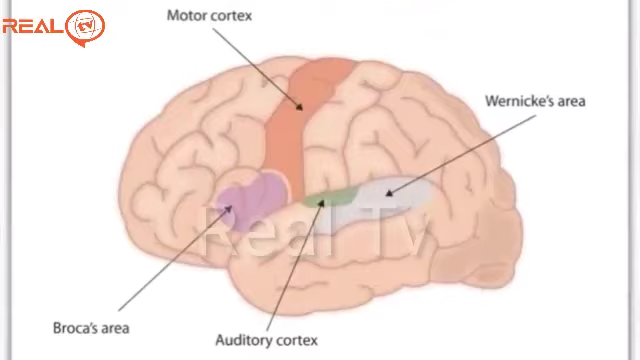 REAL tv
Motor cortex
Wernicke's area
Real Tv
Broca's area
Auditory cortex